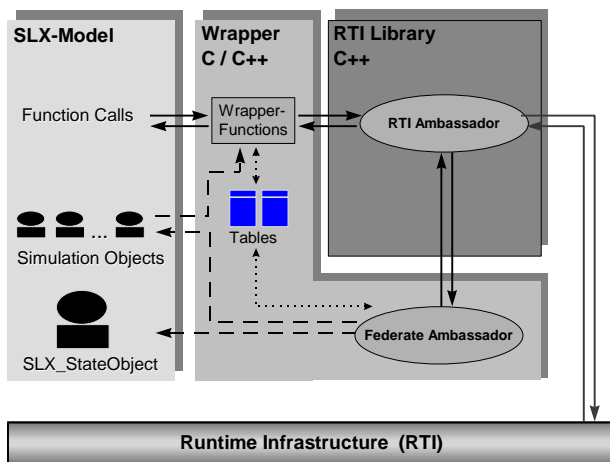 SLX-Model
Wrapper
C / C++
RTI Library
C++
Function Calls
Wrapper-
Functions
RTI Ambassador
...
Simulation Objects
Tables
SLX_StateObject
Federate Ambassador
Runtime Infrastructure (RTI)